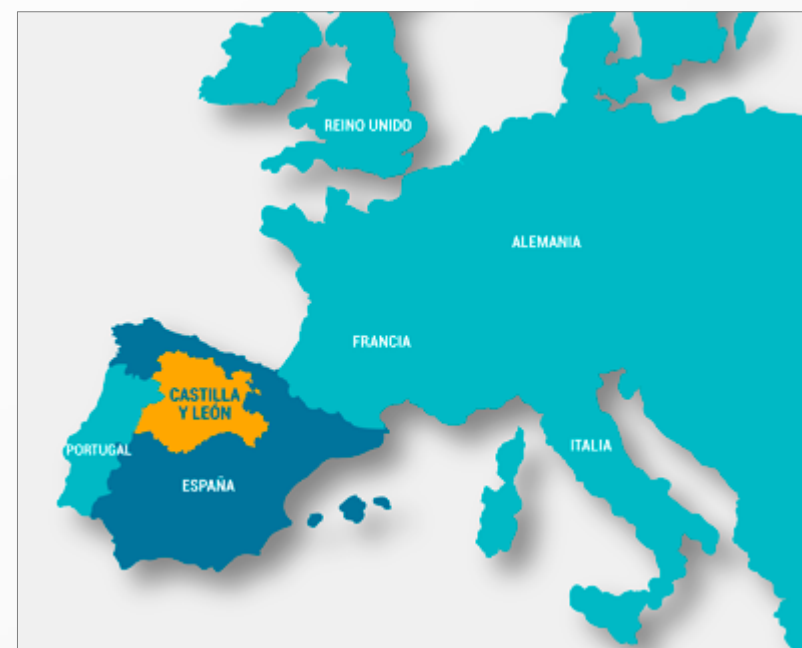 REINO UNIDO
ALEMANIA
FRANCIA
CASTILLA
Y LEÓN
PORTUGAL
ITALIA
ESPAÑA